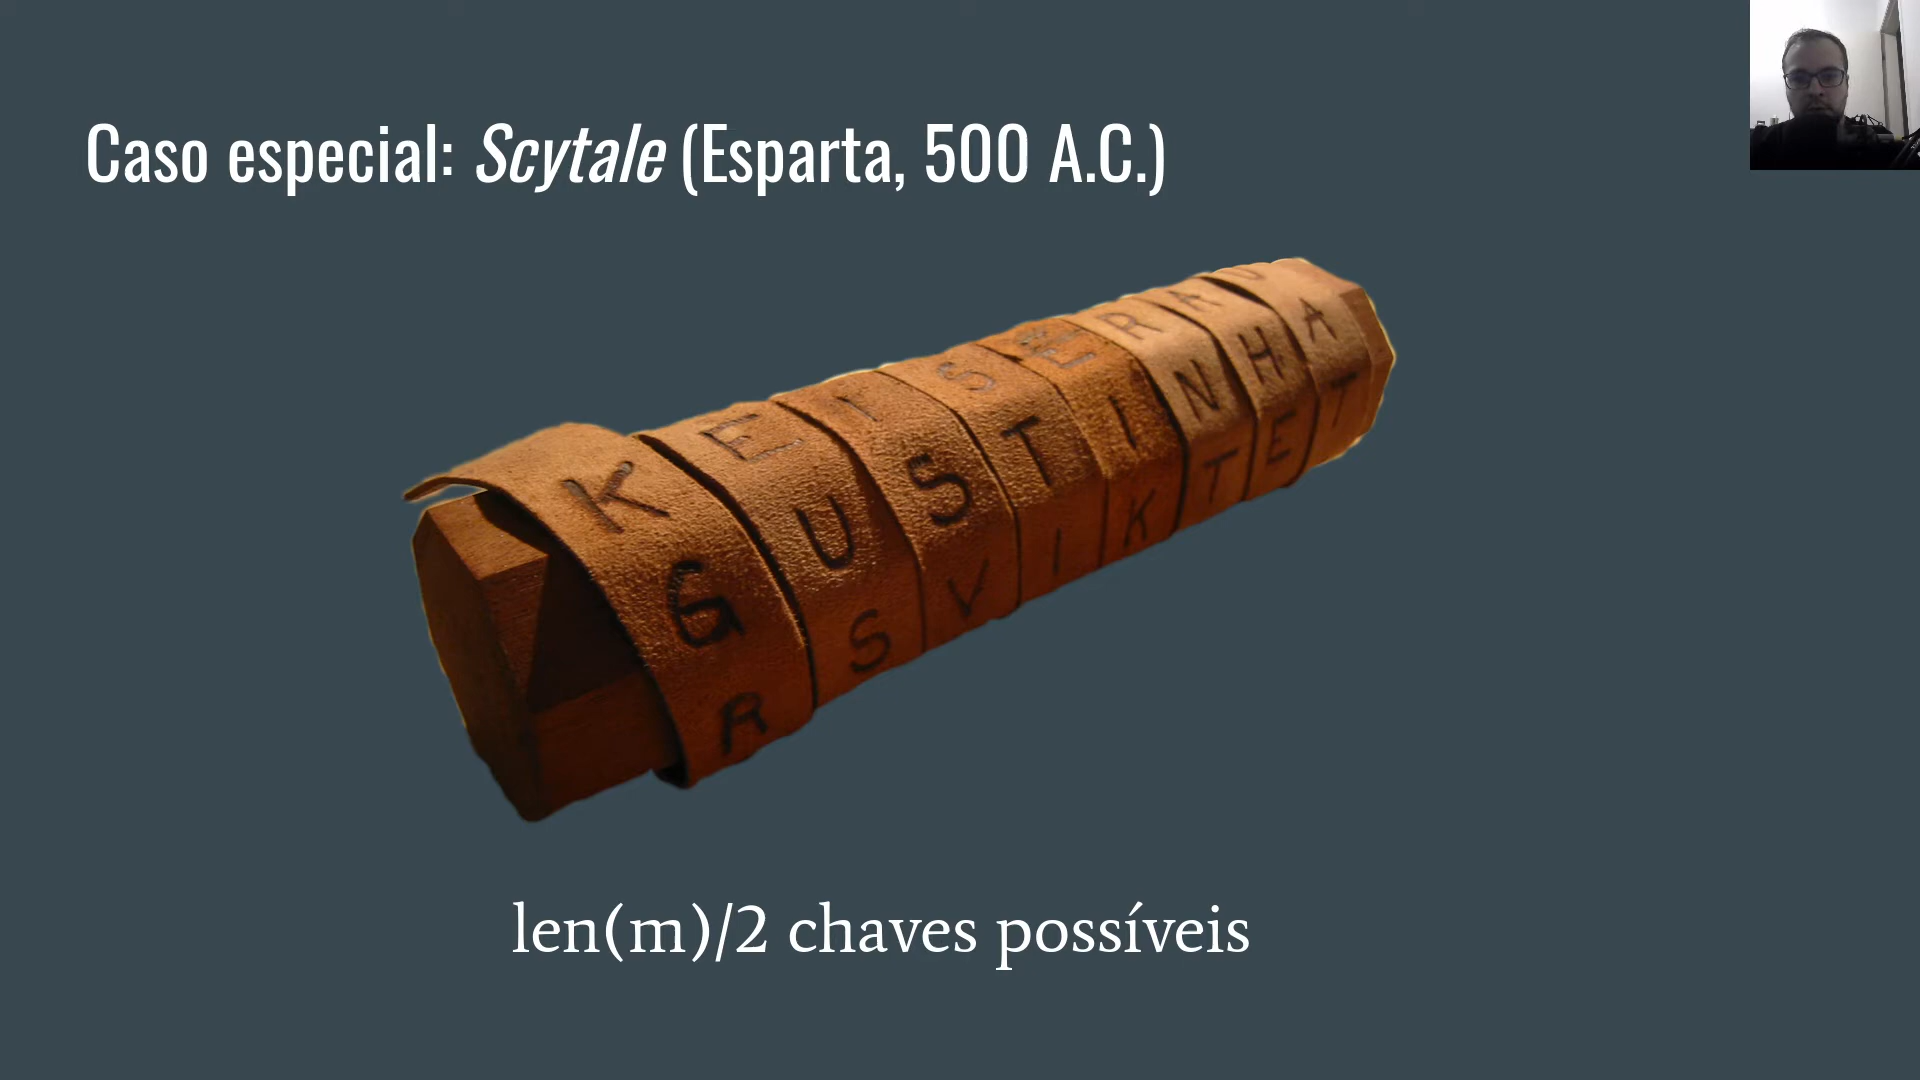 Caso especial: Scytale (Esparta, 500 A.C.)
K E I S E R A U
G U S T I N H A
R S V I K T E T
len(m)/2 chaves possíveis